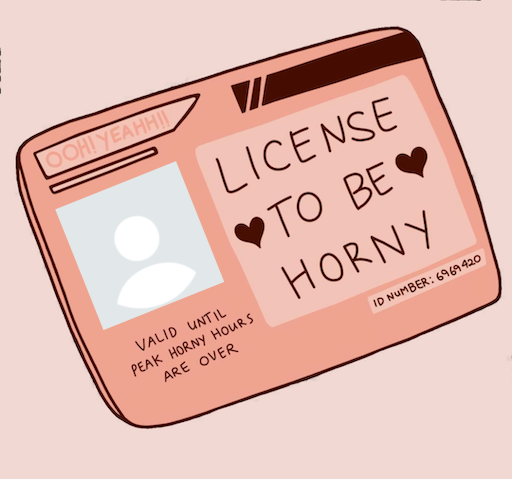 OOH! YEAHH!!
LICENSE
TO BE
HORNY
ID NUMBER: 6969420
VALID UNTIL
PEAK HORNY HOURS
ARE OVER